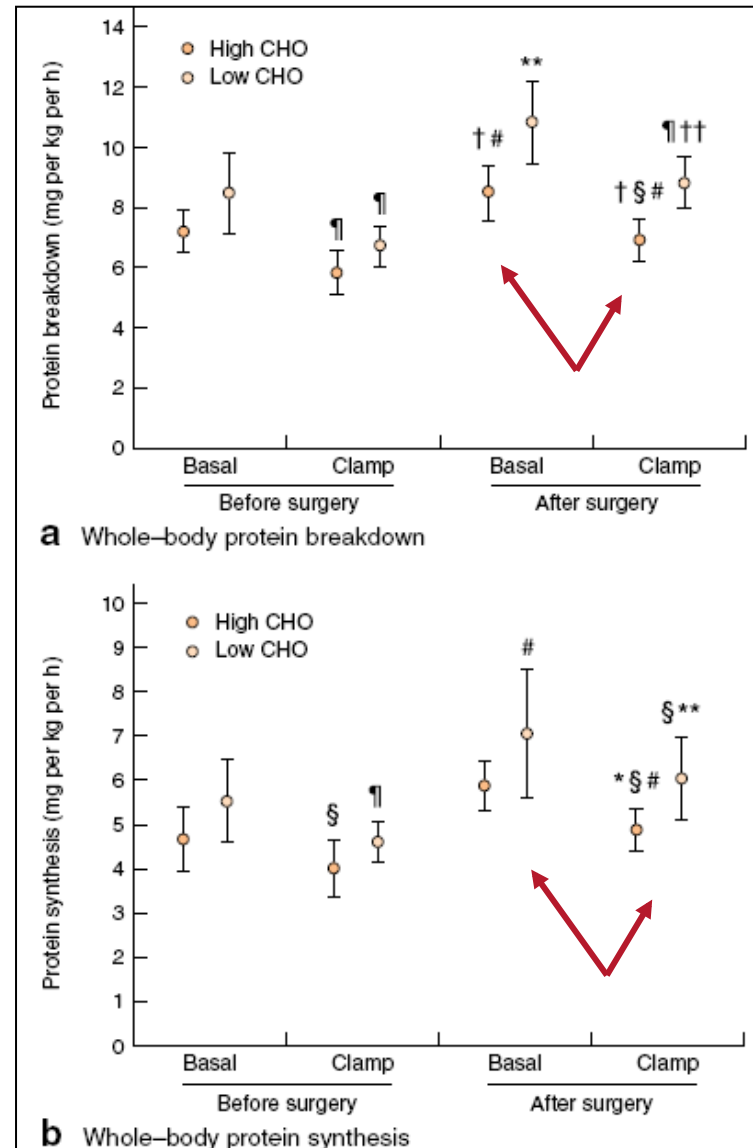 14
12
10
8
6
4
2
0
Protein breakdown (mg per kg per h)
High CHO
Low CHO
¶
¶
† #
**
† § #
¶ † †
Basal Clamp Basal Clamp
Before surgery After surgery
a Whole–body protein breakdown
10
9
8
7
6
5
4
3
2
1
0
Protein synthesis (mg per kg per h)
High CHO
Low CHO
§
¶
#
* § #
§ **
Basal Clamp Basal Clamp
Before surgery After surgery
b Whole–body protein synthesis